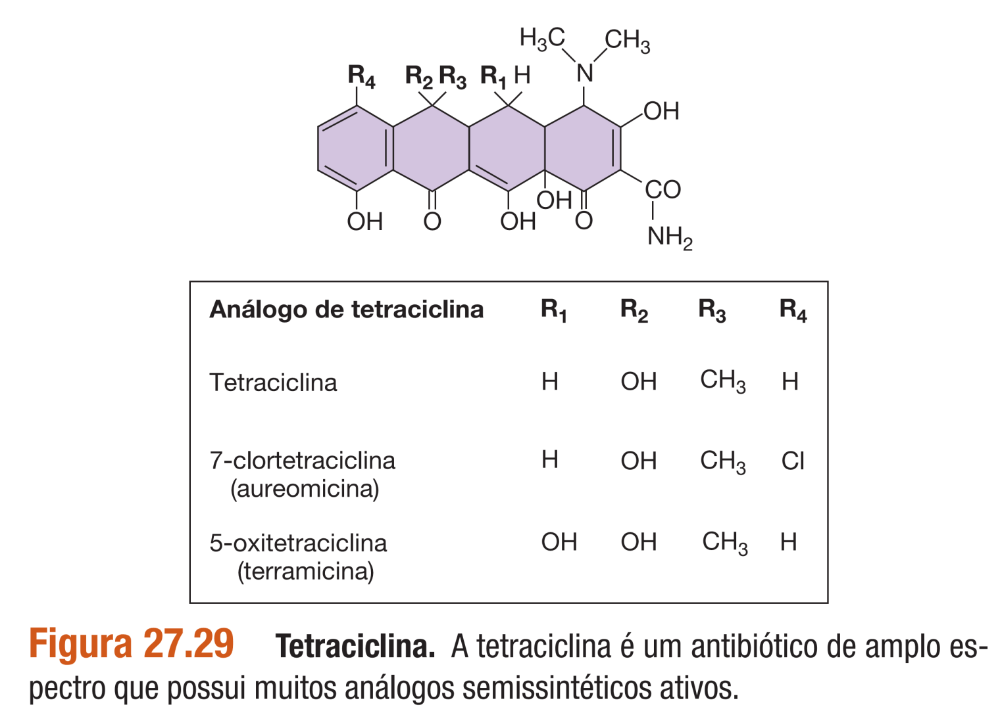 H₃C CH₃
N
R₄ R₂ R₃ R₁ H
OH
CO
NH₂
OH O OH OH O
Análogo de tetraciclina R₁ R₂ R₃ R₄
Tetraciclina H OH CH₃ H
7-clortetraciclina H OH CH₃ Cl
(aureomicina)
5-oxitetraciclina OH OH CH₃ H
(terramicina)
Figura 27.29 Tetraciclina. A tetraciclina é um antibiótico de amplo es-
pectro que possui muitos análogos semissintéticos ativos.